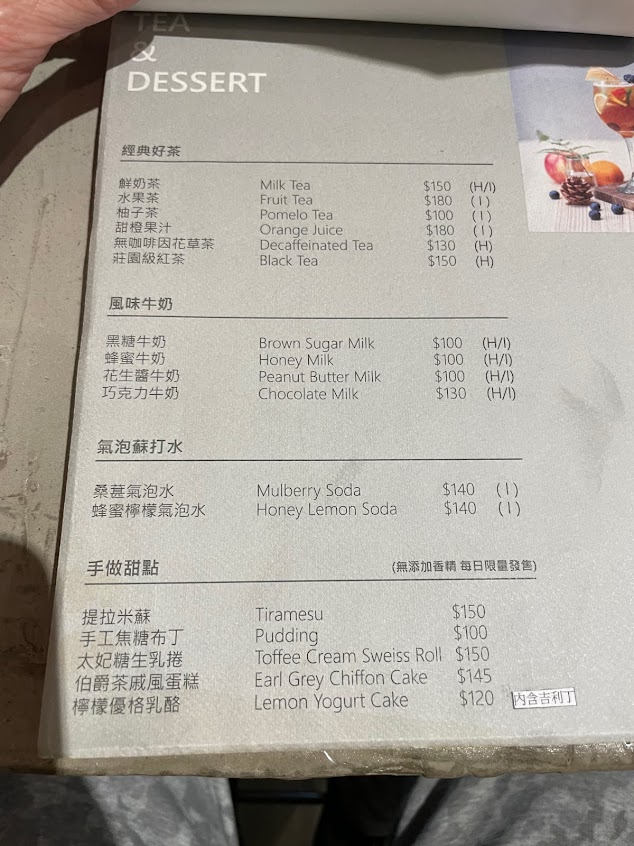 TEA
&
DESSERT
經典好茶
鮮奶茶 Milk Tea $150 (H/I)
水果茶 Fruit Tea $180 ( I )
柚子茶 Pomelo Tea $100 ( I )
甜橙果汁 Orange Juice $180 ( I )
無咖啡因花草茶 Decaffeinated Tea $130 (H)
莊園級紅茶 Black Tea $150 (H)
風味牛奶
黑糖牛奶 Brown Sugar Milk $100 (H/I)
蜂蜜牛奶 Honey Milk $100 (H/I)
花生醬牛奶 Peanut Butter Milk $100 (H/I)
巧克力牛奶 Chocolate Milk $130 (H/I)
氣泡蘇打水
桑葚氣泡水 Mulberry Soda $140 ( I )
蜂蜜檸檬氣泡水 Honey Lemon Soda $140 ( I )
手做甜點 (無添加香精 每日限量發售)
提拉米蘇 Tiramesu $150
手工焦糖布丁 Pudding $100
太妃糖生乳捲 Toffee Cream Sweiss Roll $150
伯爵茶戚風蛋糕 Earl Grey Chiffon Cake $145
檸檬優格乳酪 Lemon Yogurt Cake $120 內含吉利丁